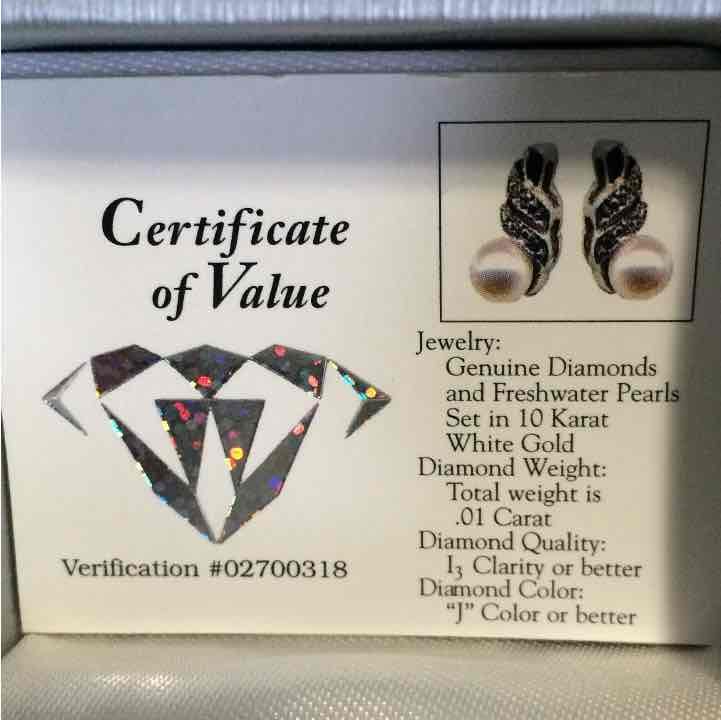 Certificate
of Value
Verification #02700318
Jewelry:
Genuine Diamonds
and Freshwater Pearls
Set in 10 Karat
White Gold
Diamond Weight:
Total weight is
.01 Carat
Diamond Quality:
I3 Clarity or better
Diamond Color:
"J" Color or better